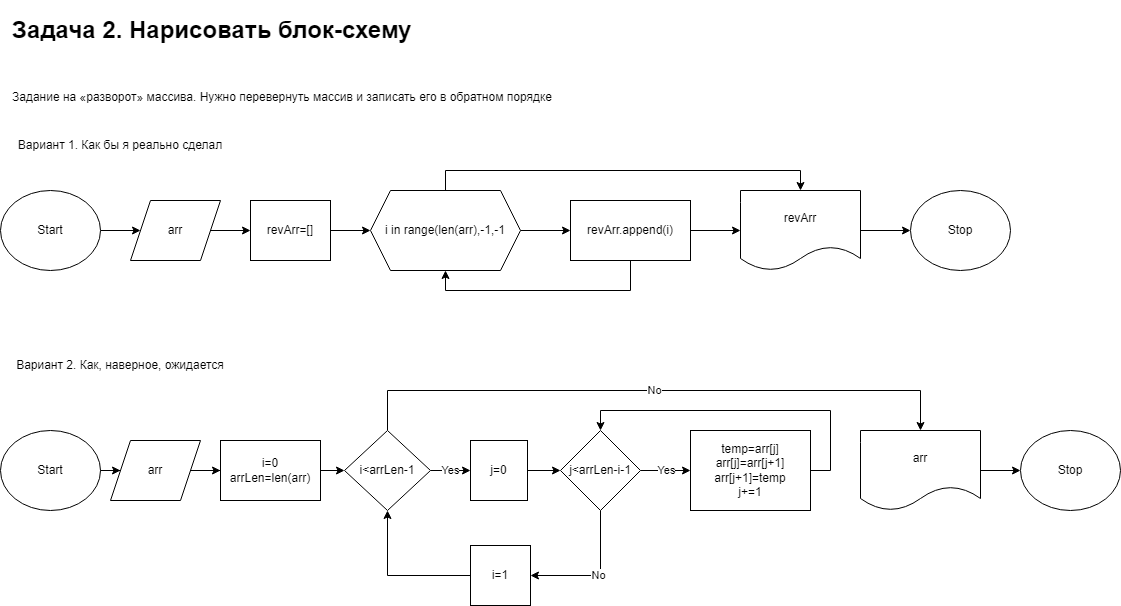 Задача 2. Нарисовать блок-схему
Задание на «разворот» массива. Нужно перевернуть массив и записать его в обратном порядке
Вариант 1. Как бы я реально сделал
Start
arr
revArr=[]
i in range(len(arr),-1,-1
revArr.append(i)
revArr
Stop
Вариант 2. Как, наверное, ожидается
No
Start
arr
i=0
arrLen=len(arr)
i<arrLen-1
Yes
j=0
j<arrLen-i-1
Yes
temp=arr[j]
arr[j]=arr[j+1]
arr[j+1]=temp
j+=1
arr
Stop
i=1
No